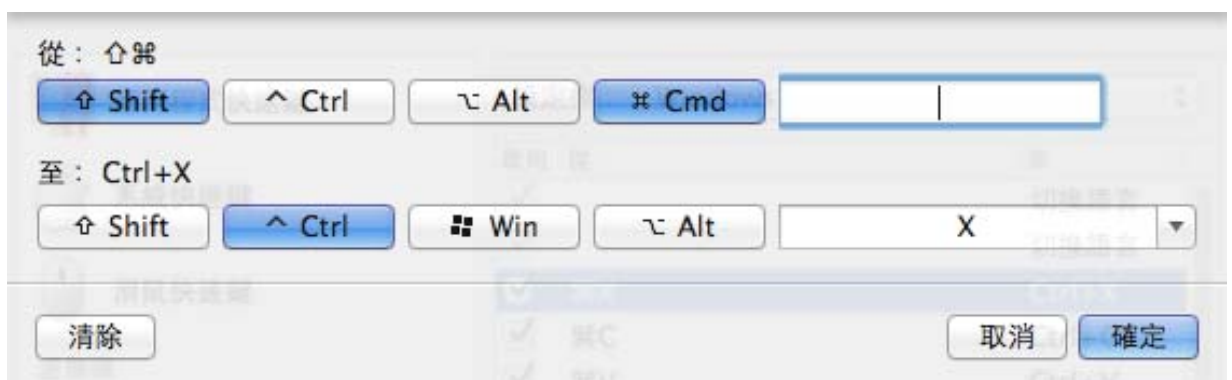 從： ⇧⌘
⇧ Shift ^ Ctrl ⌥ Alt ⌘ Cmd
至： Ctrl+X
⇧ Shift ^ Ctrl Win ⌥ Alt X
清除 取消 確定